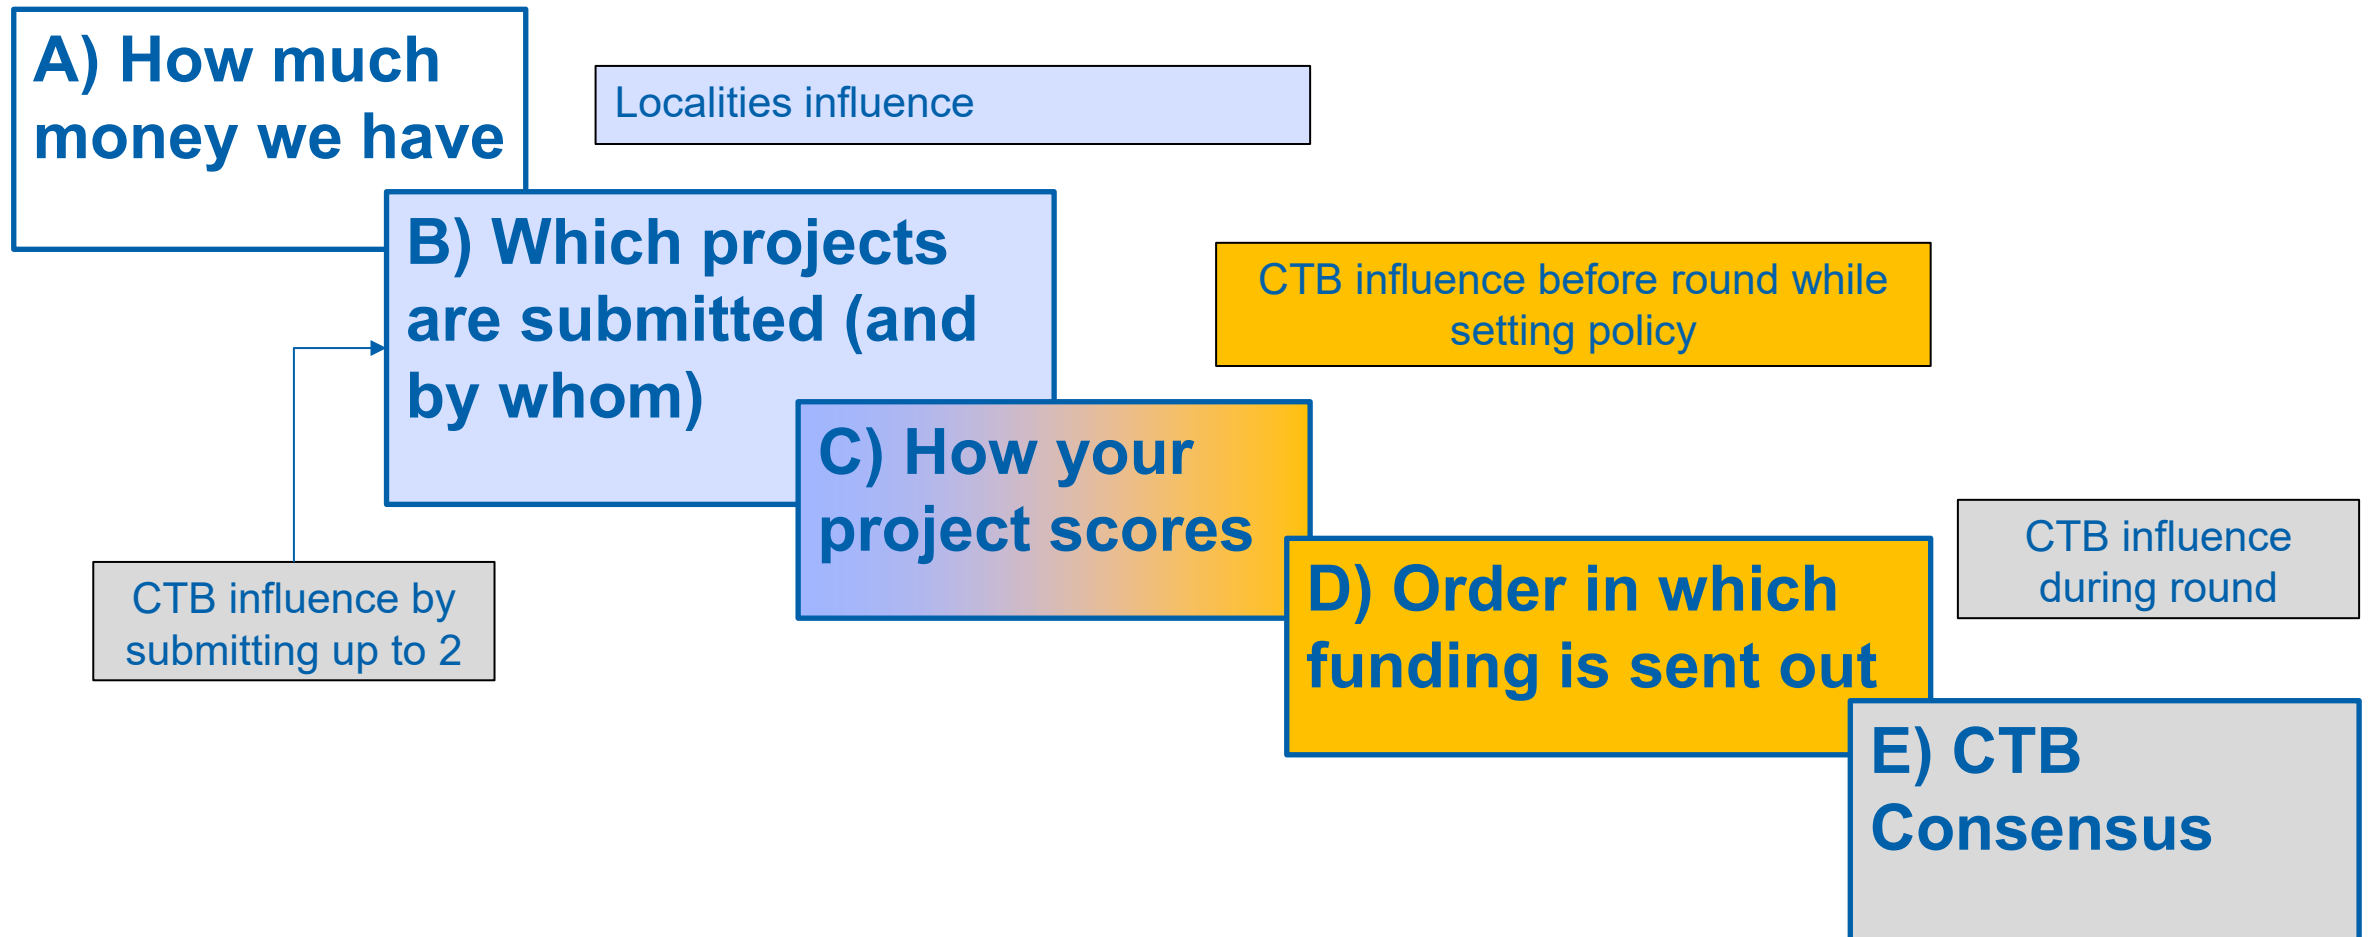 A) How much
money we have
Localities influence
B) Which projects
are submitted (and
by whom)
CTB influence before round while
setting policy
C) How your
project scores
CTB influence by
submitting up to 2
D) Order in which
funding is sent out
CTB influence
during round
E) CTB
Consensus